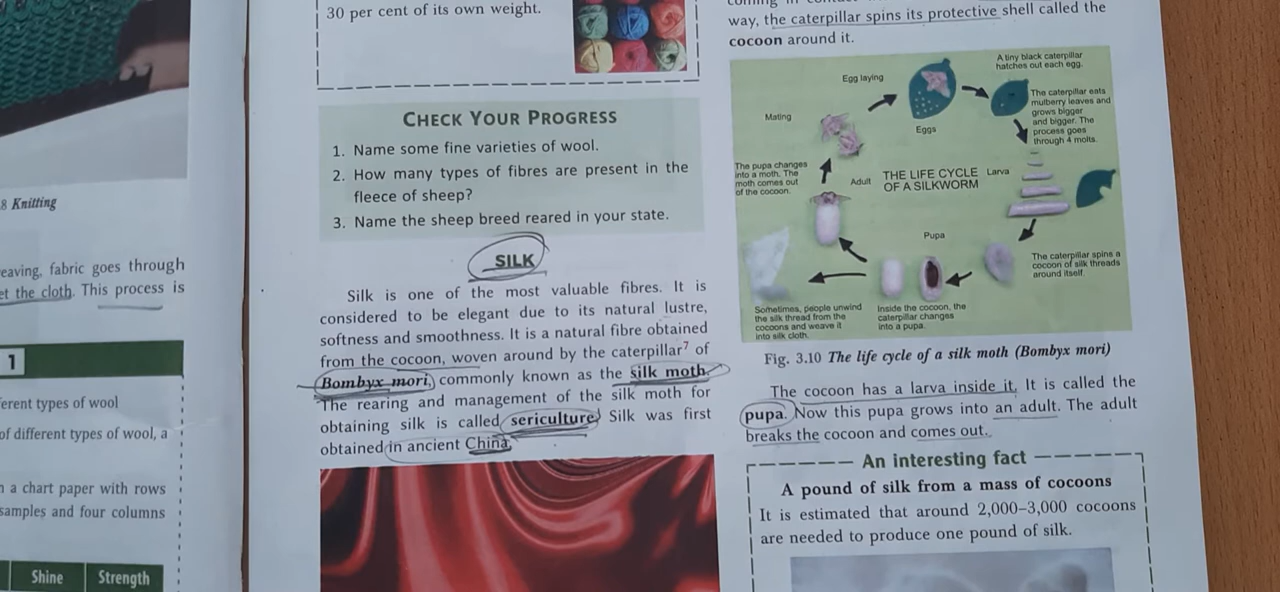 8 Knitting
eaving, fabric goes through
et the cloth. This process is
1
erent types of wool
of different types of wool, a
a chart paper with rows
samples and four columns
Shine Strength
30 per cent of its own weight.
CHECK YOUR PROGRESS
1. Name some fine varieties of wool.
2. How many types of fibres are present in the
fleece of sheep?
3. Name the sheep breed reared in your state.
SILK
Silk is one of the most valuable fibres. It is
considered to be elegant due to its natural lustre,
softness and smoothness. It is a natural fibre obtained
from the cocoon, woven around by the caterpillar7 of
Bombyx mori, commonly known as the silk moth.
The rearing and management of the silk moth for
obtaining silk is called sericulture. Silk was first
obtained in ancient China.
way, the caterpillar spins its protective shell called the
cocoon around it.
Egg laying
A tiny black caterpillar
hatches out each egg.
Mating
Eggs
The caterpillar eats
mulberry leaves and
grows bigger
and bigger. The
process goes
through 4 molts.
The pupa changes
into a moth. The
moth comes out
of the cocoon.
Adult
THE LIFE CYCLE
OF A SILKWORM
Larva
Pupa
The caterpillar spins a
cocoon of silk threads
around itself.
Sometimes, people unwind
the silk thread from the
cocoons and weave it
into silk cloth.
Inside the cocoon, the
caterpillar changes
into a pupa.
Fig. 3.10 The life cycle of a silk moth (Bombyx mori)
The cocoon has a larva inside it. It is called the
pupa. Now this pupa grows into an adult. The adult
breaks the cocoon and comes out.
An interesting fact
A pound of silk from a mass of cocoons
It is estimated that around 2,000–3,000 cocoons
are needed to produce one pound of silk.